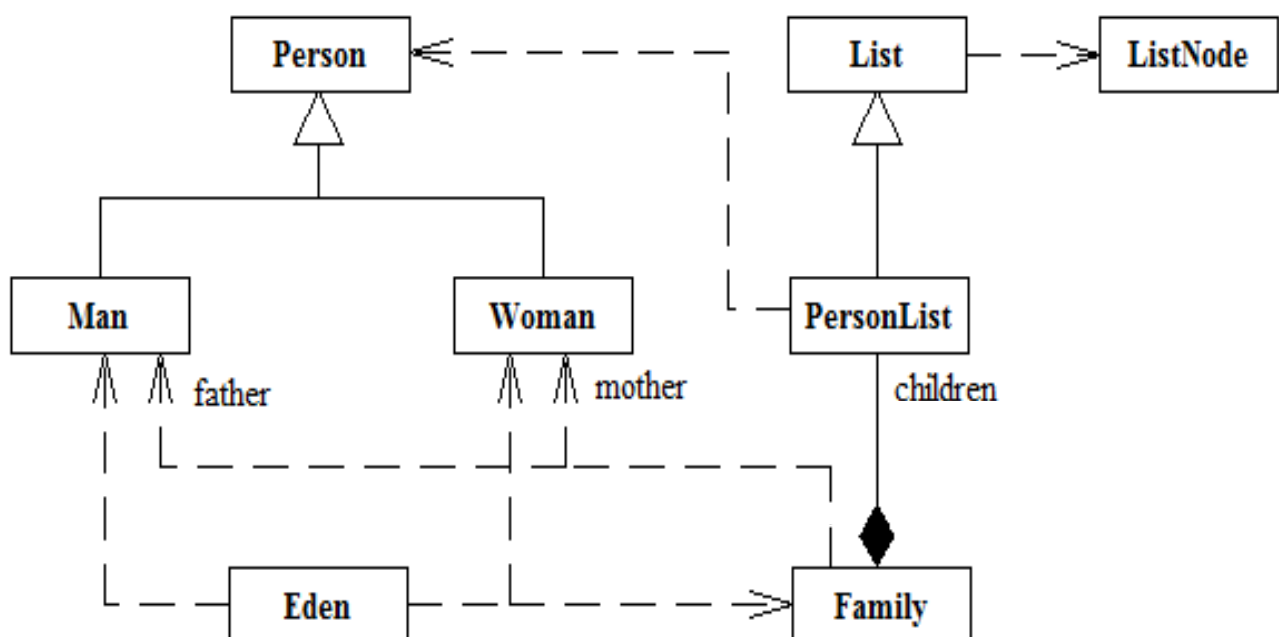 Person
List
ListNode
Man
Woman
PersonList
father
mother
children
Eden
Family